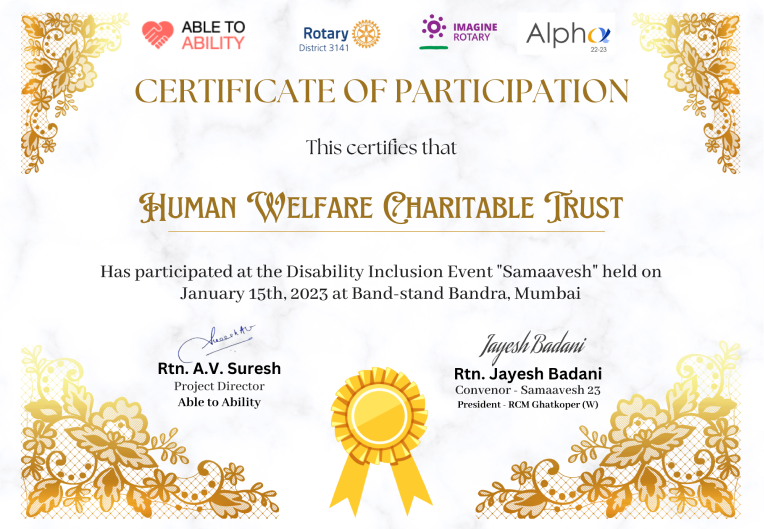 ABLE TO
ABILITY
Rotary
District 3141
IMAGINE
ROTARY
Alpha
22-23
CERTIFICATE OF PARTICIPATION
This certifies that
Human Welfare Charitable Trust
Has participated at the Disability Inclusion Event "Samaavesh" held on
January 15th, 2023 at Band-stand Bandra, Mumbai
Suresh AV
Rtn. A.V. Suresh
Project Director
Able to Ability
Jayesh Badani
Rtn. Jayesh Badani
Convenor - Samaavesh 23
President - RCM Ghatkoper (W)